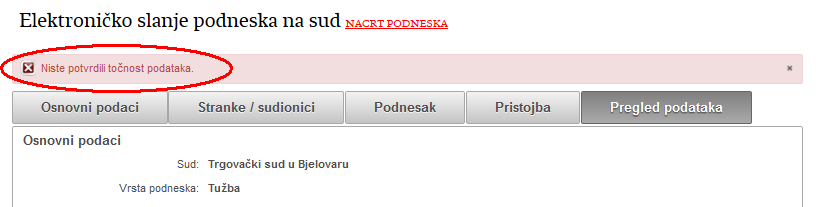 Elektroničko slanje podneska na sud NACRT PODNESKA
Niste potvrdili točnost podataka.
Osnovni podaci Stranke / sudionici Podnesak Pristojba Pregled podataka
Osnovni podaci
Sud: Trgovački sud u Bjelovaru
Vrsta podneska: Tužba